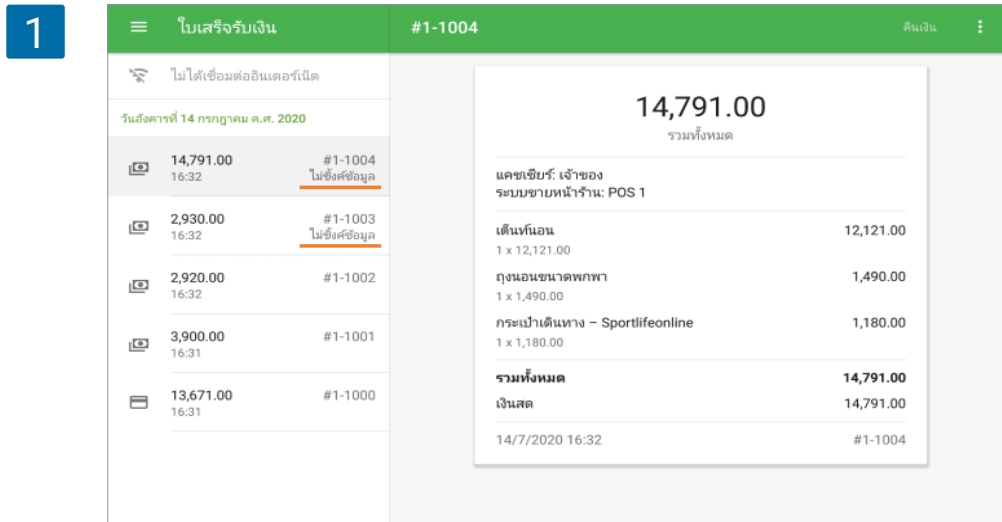 1
ใบเสร็จรับเงิน
#1-1004
คืนเงิน
ไม่ได้เชื่อมต่ออินเตอร์เน็ต
วันอังคารที่ 14 กรกฎาคม ค.ศ. 2020
14,791.00 #1-1004
16:32 ไม่ซิ้งค์ข้อมูล
2,930.00 #1-1003
16:32 ไม่ซิ้งค์ข้อมูล
2,920.00 #1-1002
16:32
3,900.00 #1-1001
16:31
13,671.00 #1-1000
16:31
14,791.00
รวมทั้งหมด
แคชเชียร์: เจ้าของ
ระบบขายหน้าร้าน: POS 1
เต็นท์นอน 12,121.00
1 x 12,121.00
ถุงนอนขนาดพกพา 1,490.00
1 x 1,490.00
กระเป๋าเดินทาง – Sportlifeonline 1,180.00
1 x 1,180.00
รวมทั้งหมด 14,791.00
เงินสด 14,791.00
14/7/2020 16:32 #1-1004